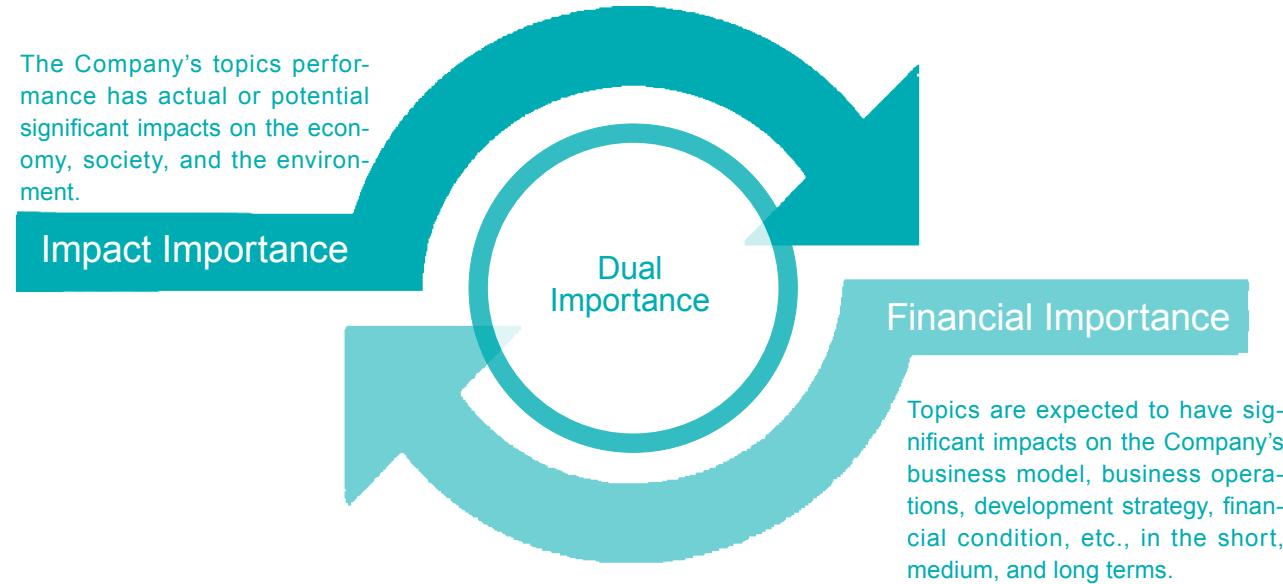 The Company’s topics perfor-
mance has actual or potential
significant impacts on the econ-
omy, society, and the environ-
ment.
Impact Importance
Dual
Importance
Financial Importance
Topics are expected to have sig-
nificant impacts on the Company’s
business model, business opera-
tions, development strategy, finan-
cial condition, etc., in the short,
medium, and long terms.